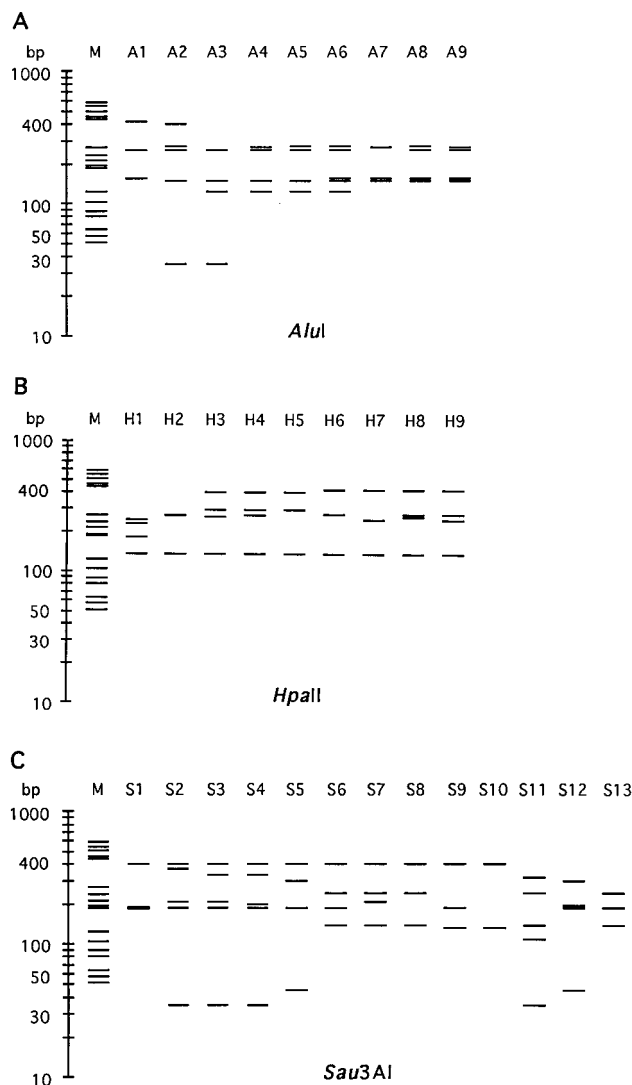 A
bp M A1 A2 A3 A4 A5 A6 A7 A8 A9
1000
400
100
50
30
10
AluI
B
bp M H1 H2 H3 H4 H5 H6 H7 H8 H9
1000
400
100
50
30
10
HpaII
C
bp M S1 S2 S3 S4 S5 S6 S7 S8 S9 S10 S11 S12 S13
1000
400
100
50
30
10
Sau3AI